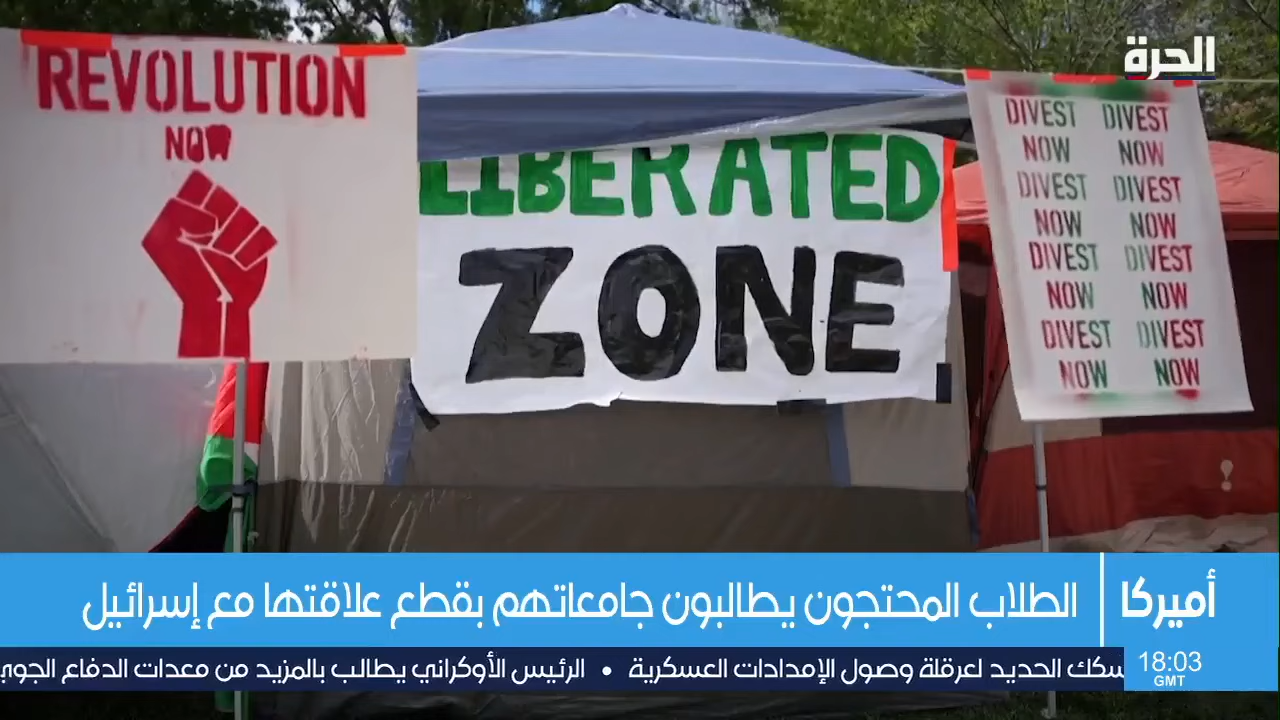 الحرة
REVOLUTION
NOW
LIBERATED
ZONE
DIVEST DIVEST
NOW NOW
DIVEST DIVEST
NOW NOW
DIVEST DIVEST
NOW NOW
DIVEST DIVEST
NOW NOW
أميركا
الطلاب المحتجون يطالبون جامعاتهم بقطع علاقتها مع إسرائيل
18:03
GMT
الحديد لعرقلة وصول الإمدادات العسكرية • الرئيس الأوكراني يطالب بالمزيد من معدات الدفاع